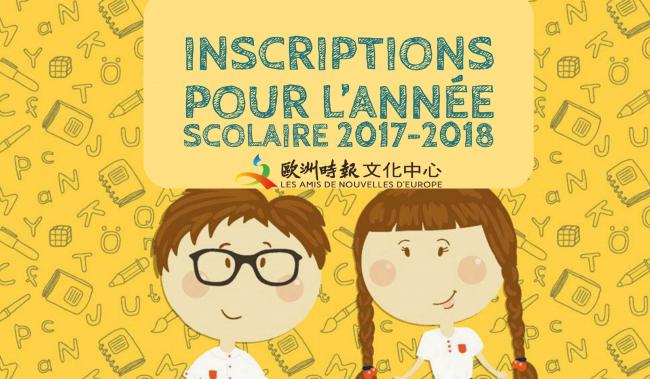 INSCRIPTIONS
POUR L'ANNÉE
SCOLAIRE 2017-2018
歐洲時報文化中心
LES AMIS DE NOUVELLES D'EUROPE